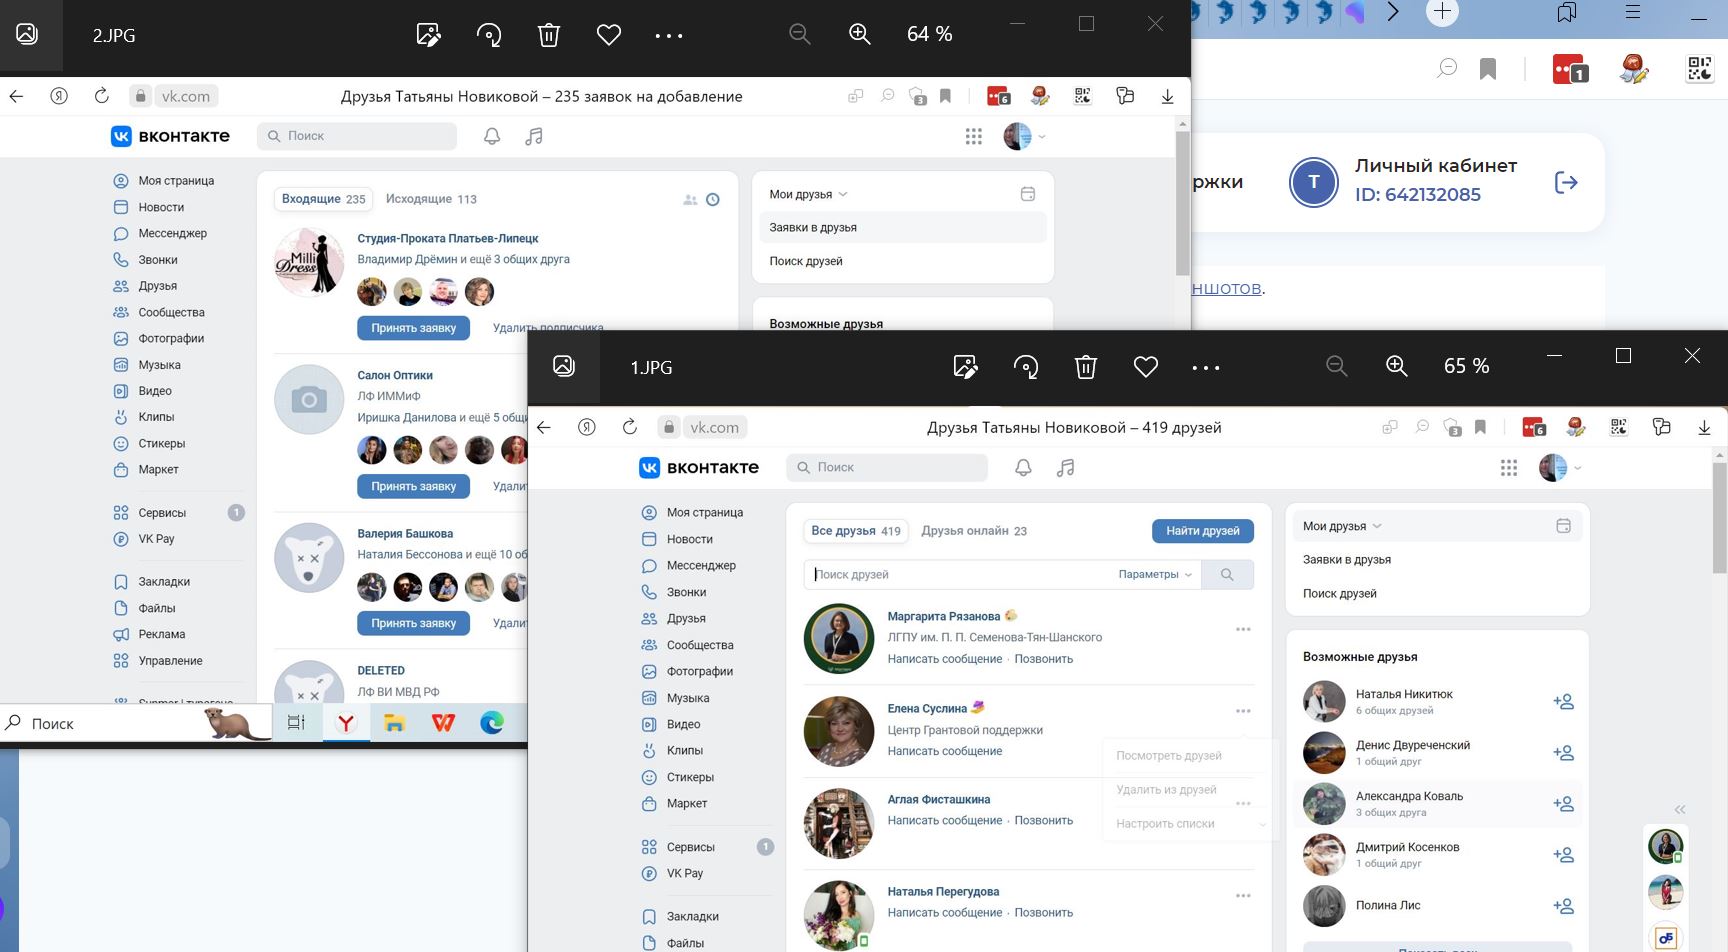 2.JPG
64 %
vk.com
Друзья Татьяны Новиковой – 235 заявок на добавление
3
6
1
вконтакте
Поиск
Моя страница
Новости
Мессенджер
Звонки
Друзья
Сообщества
Фотографии
Музыка
Видео
Клипы
Стикеры
Маркет
Сервисы
1
VK Pay
Закладки
Файлы
Реклама
Управление
Входящие 235
Исходящие 113
Milli Dress
Студия-Проката Платьев-Липецк
Владимир Дрёмин и ещё 3 общих друга
Принять заявку
Удалить подписчика
Салон Оптики
ЛФ ИММиФ
Иришка Данилова и ещё 5
Принять заявку
Валерия Башкова
Наталия Бессонова и ещё 10
Принять заявку
DELETED
ЛФ ВИ МВД РФ
Мои друзья
Заявки в друзья
Поиск друзей
Возможные друзья
ржки
Т
Личный кабинет
ID: 642132085
ншотов.
Поиск
1.JPG
65 %
vk.com
Друзья Татьяны Новиковой – 419 друзей
3
6
вконтакте
Поиск
Моя страница
Новости
Мессенджер
Звонки
Друзья
Сообщества
Фотографии
Музыка
Видео
Клипы
Стикеры
Маркет
Сервисы
1
VK Pay
Закладки
Файлы
Все друзья 419
Друзья онлайн 23
Найти друзей
Поиск друзей
Параметры
Маргарита Рязанова
ЛГПУ им. П. П. Семенова-Тян-Шанского
Написать сообщение · Позвонить
Елена Суслина
Центр Грантовой поддержки
Написать сообщение
Посмотреть друзей
Удалить из друзей
Настроить списки
Аглая Фисташкина
Написать сообщение · Позвонить
Наталья Перегудова
Написать сообщение · Позвонить
Мои друзья
Заявки в друзья
Поиск друзей
Возможные друзья
Наталья Никитюк
6 общих друзей
Денис Двуреченский
1 общий друг
Александра Коваль
3 общих друга
Дмитрий Косенков
1 общий друг
Полина Лис